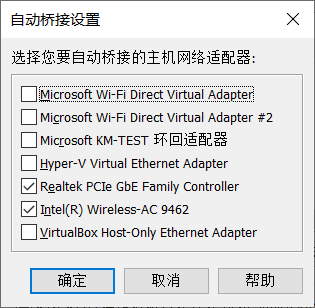 自动桥接设置
选择您要自动桥接的主机网络适配器:
Microsoft Wi-Fi Direct Virtual Adapter
Microsoft Wi-Fi Direct Virtual Adapter #2
Microsoft KM-TEST 环回适配器
Hyper-V Virtual Ethernet Adapter
Realtek PCIe GbE Family Controller
Intel(R) Wireless-AC 9462
VirtualBox Host-Only Ethernet Adapter
确定 取消 帮助